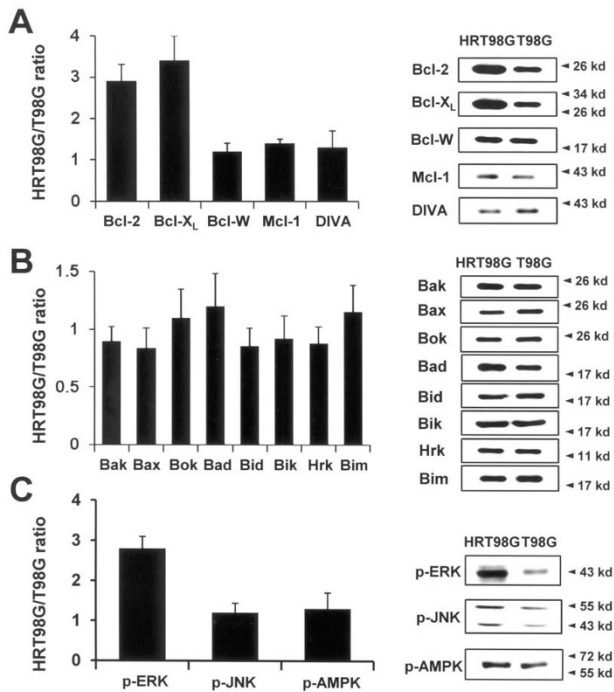 A
HRT98G/T98G ratio
4
3
2
1
0
Bcl-2 Bcl-XL Bcl-W Mcl-1 DIVA
HRT98G T98G
Bcl-2 ◄ 26 kd
Bcl-XL ◄ 34 kd
◄ 26 kd
Bcl-W ◄ 17 kd
Mcl-1 ◄ 43 kd
DIVA ◄ 43 kd
B
HRT98G/T98G ratio
1.5
1
0.5
0
Bak Bax Bok Bad Bid Bik Hrk Bim
HRT98G T98G
Bak ◄ 26 kd
Bax ◄ 26 kd
Bok ◄ 26 kd
Bad ◄ 17 kd
Bid ◄ 17 kd
Bik ◄ 17 kd
Hrk ◄ 11 kd
Bim ◄ 17 kd
C
HRT98G/T98G ratio
4
3
2
1
0
p-ERK p-JNK p-AMPK
HRT98G T98G
p-ERK ◄ 43 kd
p-JNK ◄ 55 kd
◄ 43 kd
p-AMPK ◄ 72 kd
◄ 55 kd